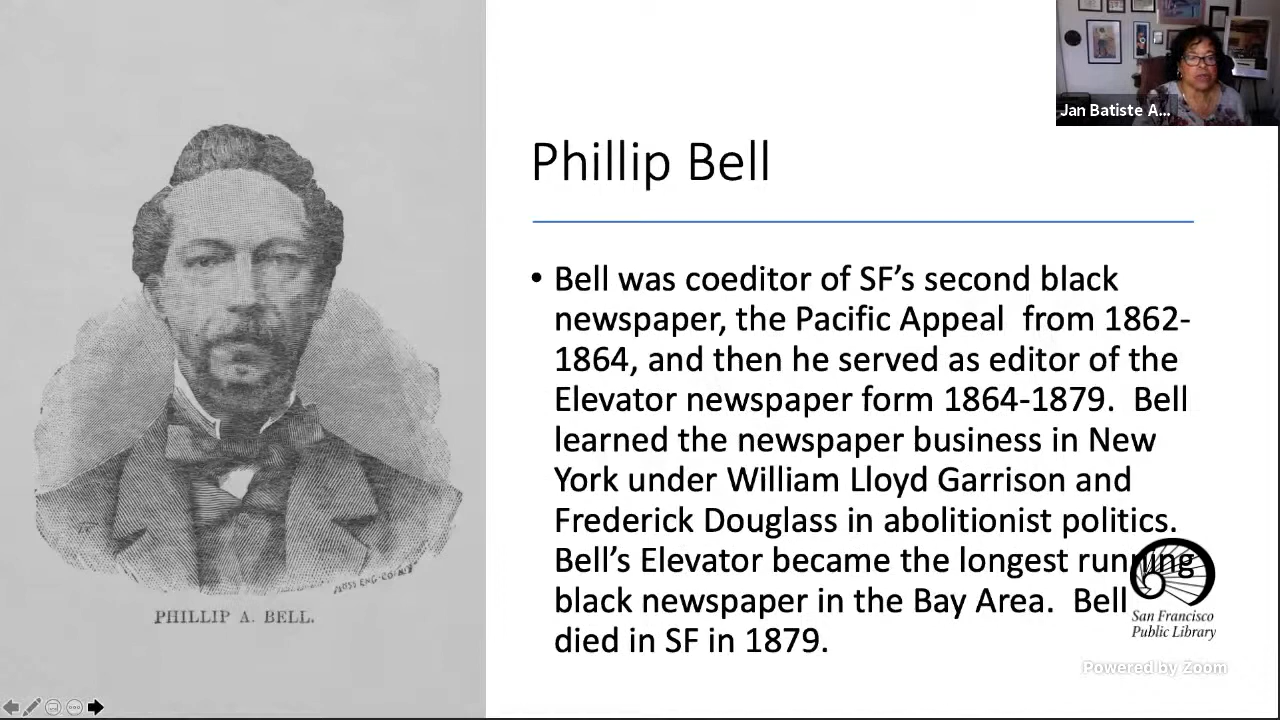 Jan Batiste A...
Phillip Bell
• Bell was coeditor of SF’s second black
newspaper, the Pacific Appeal  from 1862-
1864, and then he served as editor of the
Elevator newspaper form 1864-1879.  Bell
learned the newspaper business in New
York under William Lloyd Garrison and
Frederick Douglass in abolitionist politics.
Bell’s Elevator became the longest running
black newspaper in the Bay Area.  Bell
died in SF in 1879.
PHILLIP A. BELL.
San Francisco
Public Library
Powered by Zoom